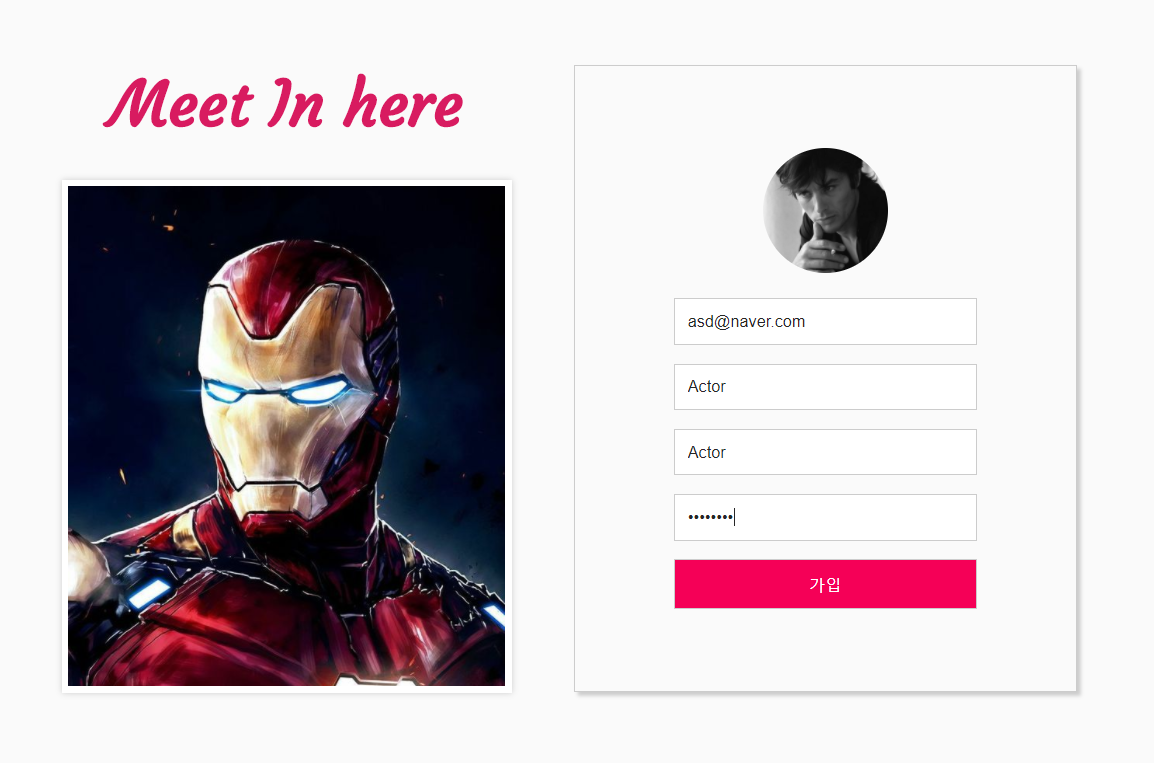 Meet In here
asd@naver.com
Actor
Actor
••••••••
가입